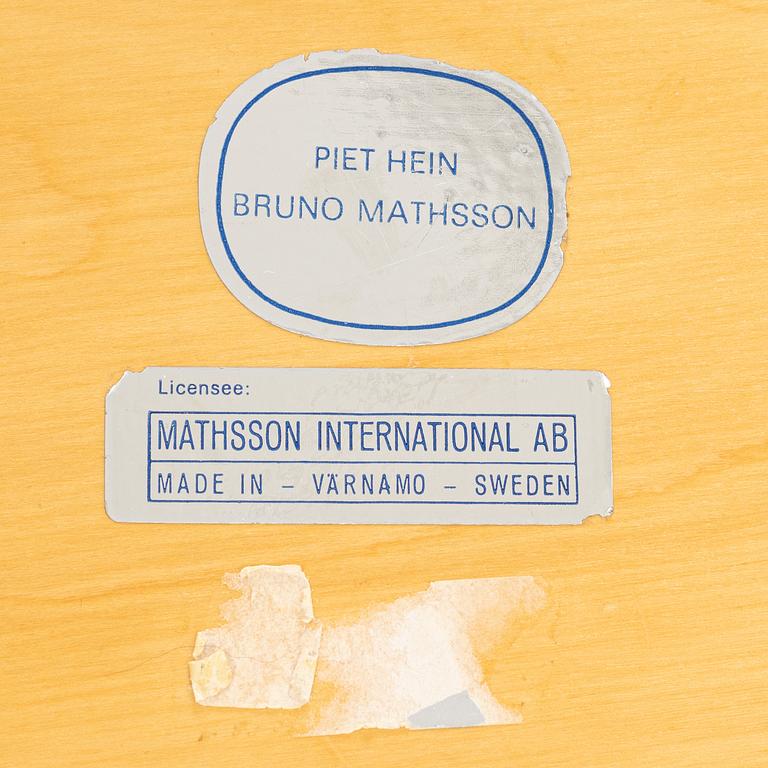 PIET HEIN
BRUNO MATHSSON
Licensee:
MATHSSON INTERNATIONAL AB
MADE IN – VÄRNAMO – SWEDEN